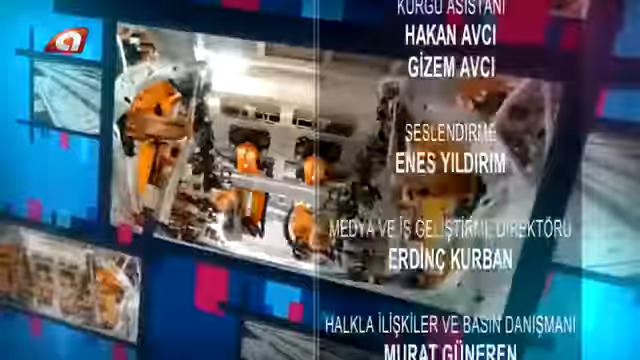 a
KURGU ASİSTANI
HAKAN AVCI
GİZEM AVCI
SESLENDİRME
ENES YILDIRIM
MEDYA VE İŞ GELİŞTİRME DİREKTÖRÜ
ERDİNÇ KURBAN
HALKLA İLİŞKİLER VE BASIN DANIŞMANI
MURAT GÜNEREN